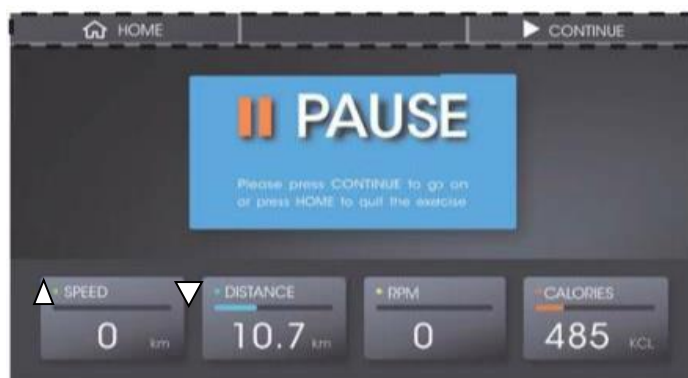 HOME
CONTINUE
PAUSE
Please press CONTINUE to go on
or press HOME to quit the exercise
SPEED DISTANCE RPM CALORIES
0 km 10.7 km 0 485 KCL